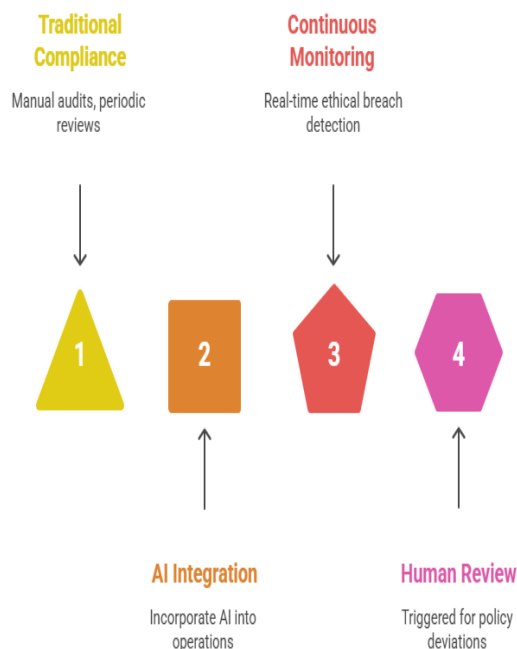 Traditional
Compliance
Manual audits, periodic
reviews
Continuous
Monitoring
Real-time ethical breach
detection
1
2
3
4
AI Integration
Incorporate AI into
operations
Human Review
Triggered for policy
deviations